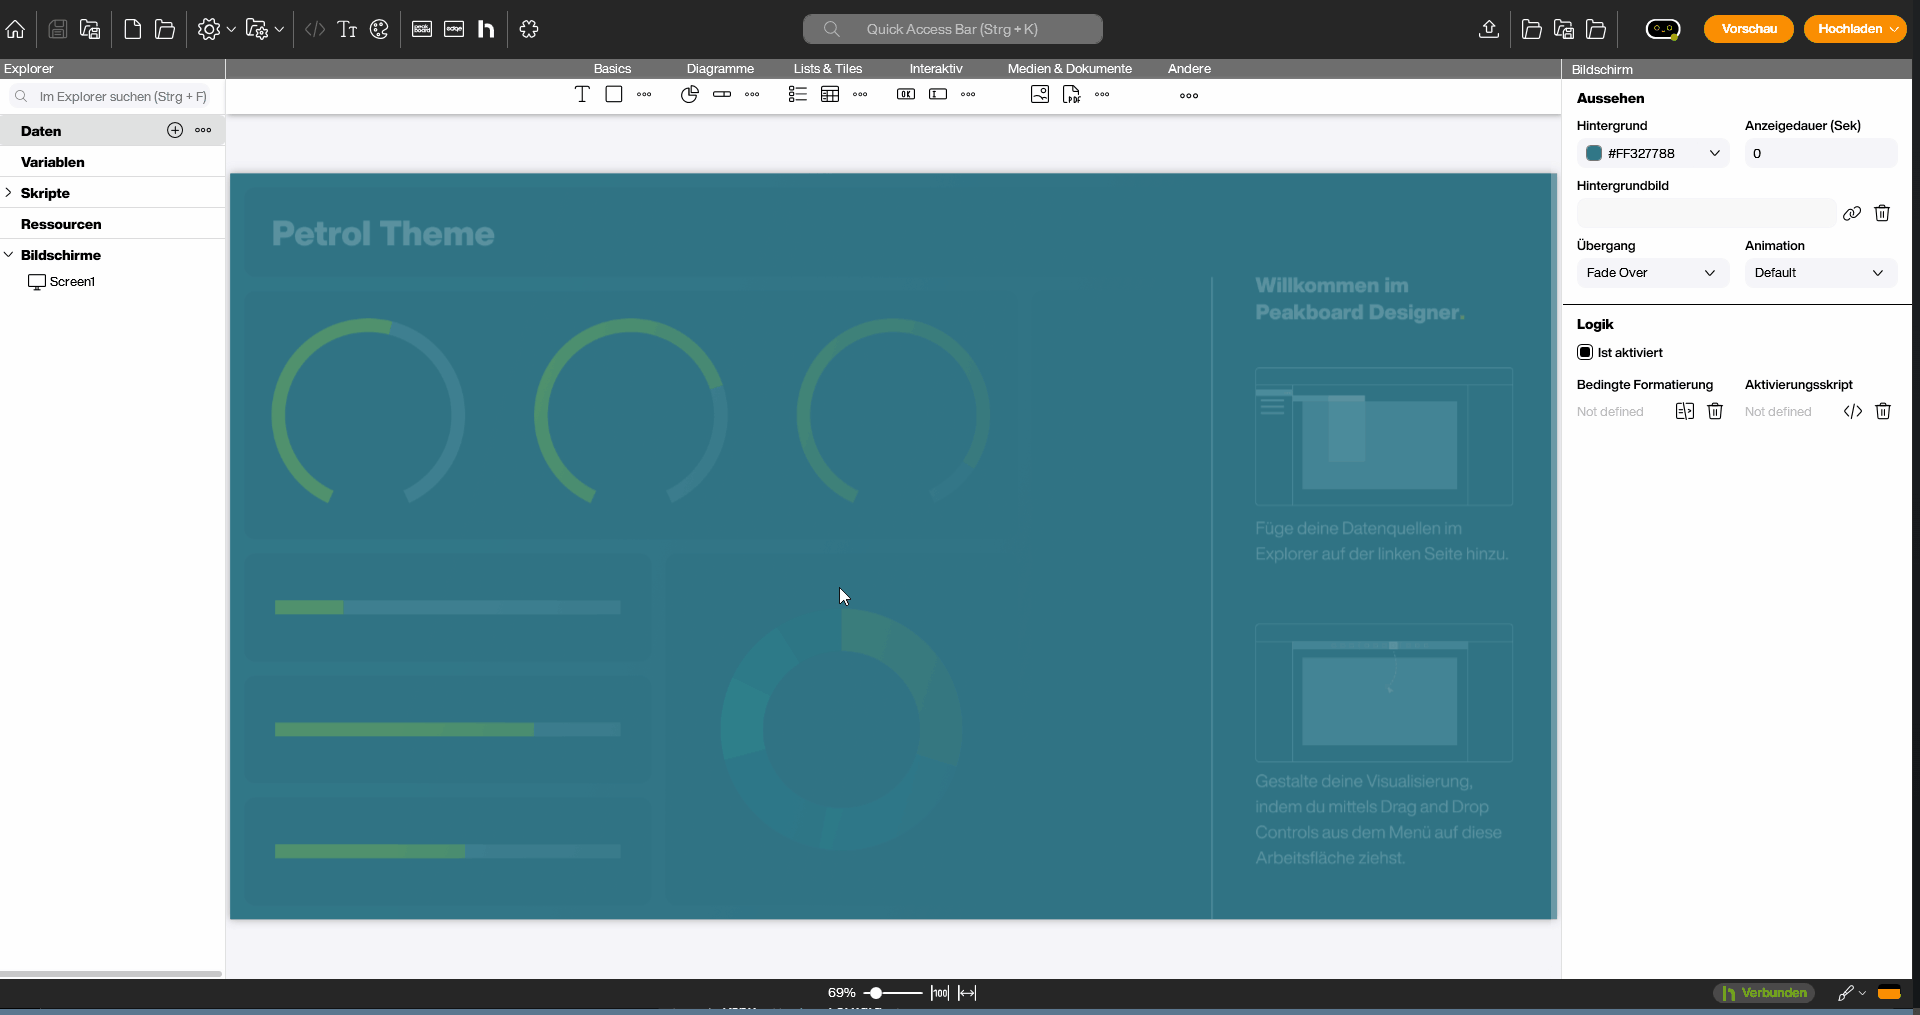 Quick Access Bar (Strg + K)
Vorschau
Hochladen
Explorer
Basics
Diagramme
Lists & Tiles
Interaktiv
Medien & Dokumente
Andere
Bildschirm
Im Explorer suchen (Strg + F)
Daten
Variablen
Skripte
Ressourcen
Bildschirme
Screen1
Petrol Theme
Willkommen im
Peakboard Designer.
Füge deine Datenquellen im
Explorer auf der linken Seite hinzu.
Gestalte deine Visualisierung,
indem du mittels Drag and Drop
Controls aus dem Menü auf diese
Arbeitsfläche ziehst.
Aussehen
Hintergrund
Anzeigedauer (Sek)
#FF327788
0
Hintergrundbild
Übergang
Animation
Fade Over
Default
Logik
Ist aktiviert
Bedingte Formatierung
Aktivierungsskript
Not defined
Not defined
69%
100
Verbunden